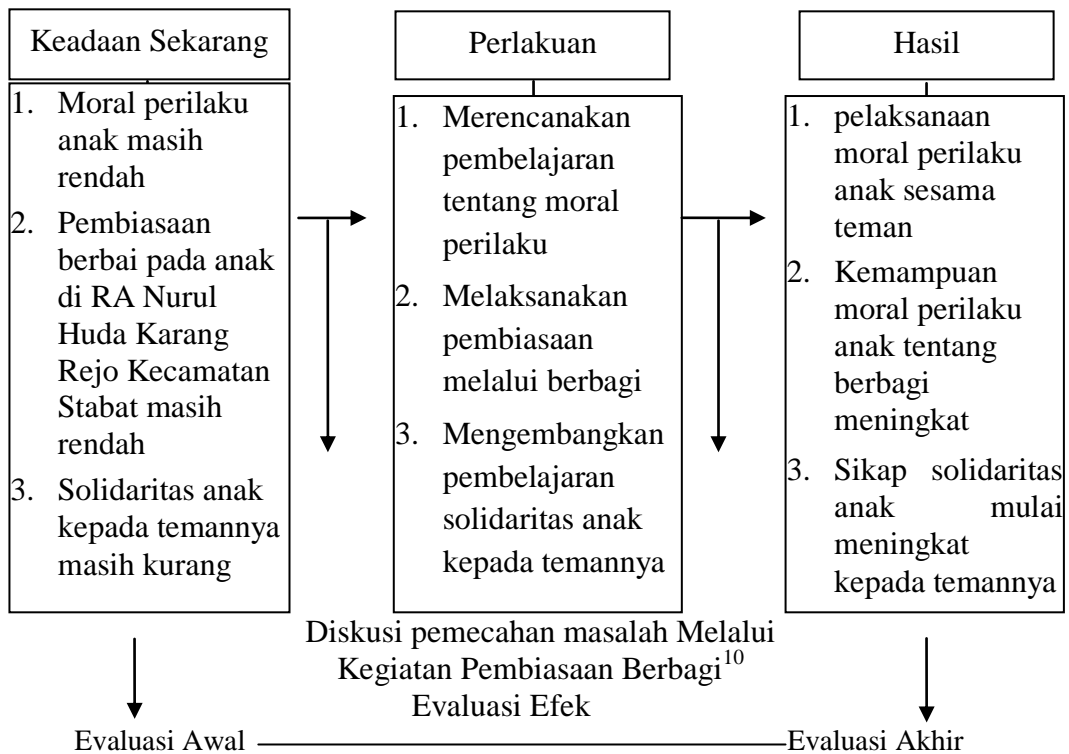 Keadaan Sekarang
1. Moral perilaku
anak masih
rendah
2. Pembiasaan
berbai pada anak
di RA Nurul
Huda Karang
Rejo Kecamatan
Stabat masih
rendah
3. Solidaritas anak
kepada temannya
masih kurang
Perlakuan
1. Merencanakan
pembelajaran
tentang moral
perilaku
2. Melaksanakan
pembiasaan
melalui berbagi
3. Mengembangkan
pembelajaran
solidaritas anak
kepada temannya
Hasil
1. pelaksanaan
moral perilaku
anak sesama
teman
2. Kemampuan
moral perilaku
anak tentang
berbagi
meningkat
3. Sikap solidaritas
anak mulai
meningkat
kepada temannya
Diskusi pemecahan masalah Melalui
Kegiatan Pembiasaan Berbagi10
Evaluasi Efek
Evaluasi Awal
Evaluasi Akhir